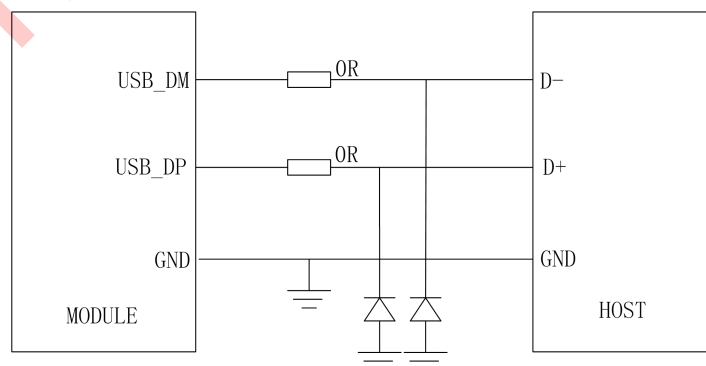 0R
USB_DM
D-
0R
USB_DP
D+
GND
GND
MODULE
HOST